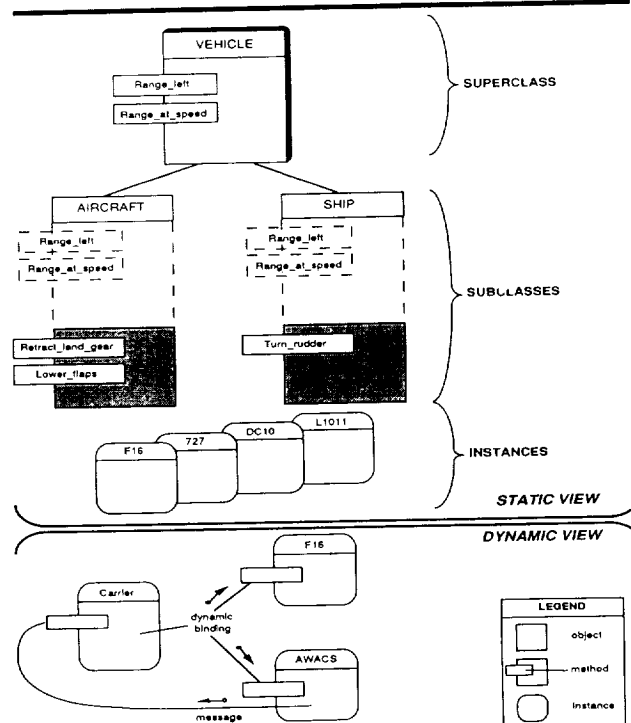 VEHICLE
Range_left
Range_at_speed
SUPERCLASS
AIRCRAFT
SHIP
Range_left
Range_at_speed
Range_left
Range_at_speed
SUBCLASSES
Retract_land_gear
Lower_flaps
Turn_rudder
F16
727
DC10
L1011
INSTANCES
STATIC VIEW
DYNAMIC VIEW
F16
Carrier
dynamic
binding
AWACS
message
LEGEND
object
method
Instance